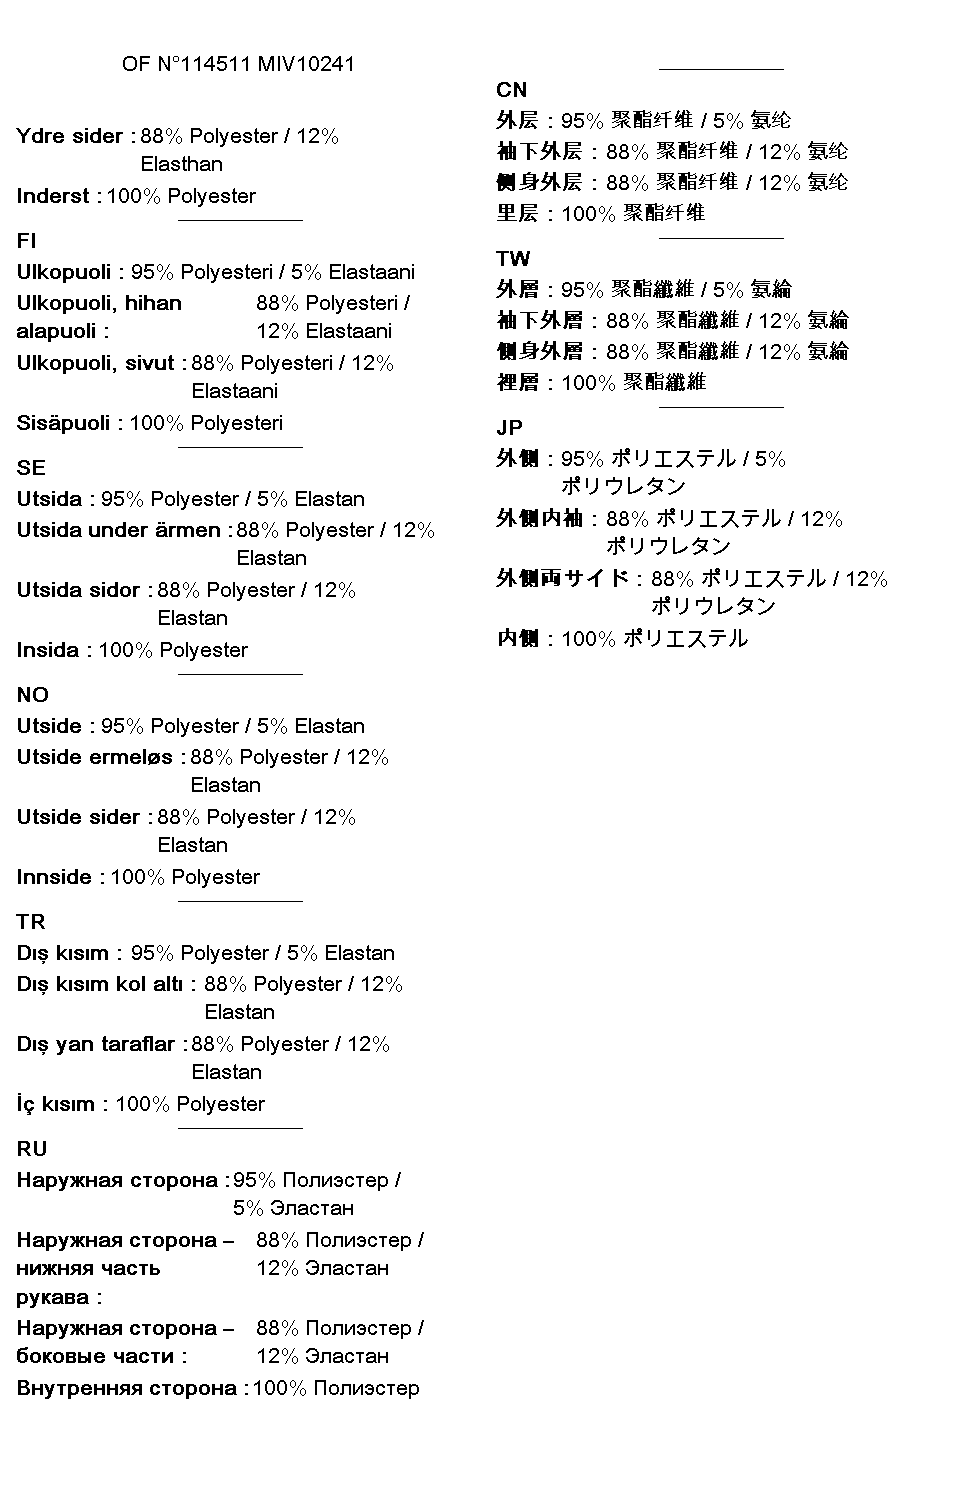 OF N°114511 MIV10241
Ydre sider : 88% Polyester / 12%
Elasthan
Inderst : 100% Polyester
FI
Ulkopuoli : 95% Polyesteri / 5% Elastaani
Ulkopuoli, hihan 88% Polyesteri /
alapuoli : 12% Elastaani
Ulkopuoli, sivut : 88% Polyesteri / 12%
Elastaani
Sisäpuoli : 100% Polyesteri
SE
Utsida : 95% Polyester / 5% Elastan
Utsida under ärmen : 88% Polyester / 12%
Elastan
Utsida sidor : 88% Polyester / 12%
Elastan
Insida : 100% Polyester
NO
Utside : 95% Polyester / 5% Elastan
Utside ermeløs : 88% Polyester / 12%
Elastan
Utside sider : 88% Polyester / 12%
Elastan
Innside : 100% Polyester
TR
Dış kısım : 95% Polyester / 5% Elastan
Dış kısım kol altı : 88% Polyester / 12%
Elastan
Dış yan taraflar : 88% Polyester / 12%
Elastan
İç kısım : 100% Polyester
RU
Наружная сторона : 95% Полиэстер /
5% Эластан
Наружная сторона – 88% Полиэстер /
нижняя часть 12% Эластан
рукава :
Наружная сторона – 88% Полиэстер /
боковые части : 12% Эластан
Внутренняя сторона : 100% Полиэстер
CN
外层 : 95% 聚酯纤维 / 5% 氨纶
袖下外层 : 88% 聚酯纤维 / 12% 氨纶
侧身外层 : 88% 聚酯纤维 / 12% 氨纶
里层 : 100% 聚酯纤维
TW
外層 : 95% 聚酯纖維 / 5% 氨綸
袖下外層 : 88% 聚酯纖維 / 12% 氨綸
側身外層 : 88% 聚酯纖維 / 12% 氨綸
裡層 : 100% 聚酯纖維
JP
外側 : 95% ポリエステル / 5%
ポリウレタン
外側内袖 : 88% ポリエステル / 12%
ポリウレタン
外側両サイド : 88% ポリエステル / 12%
ポリウレタン
内側 : 100% ポリエステル